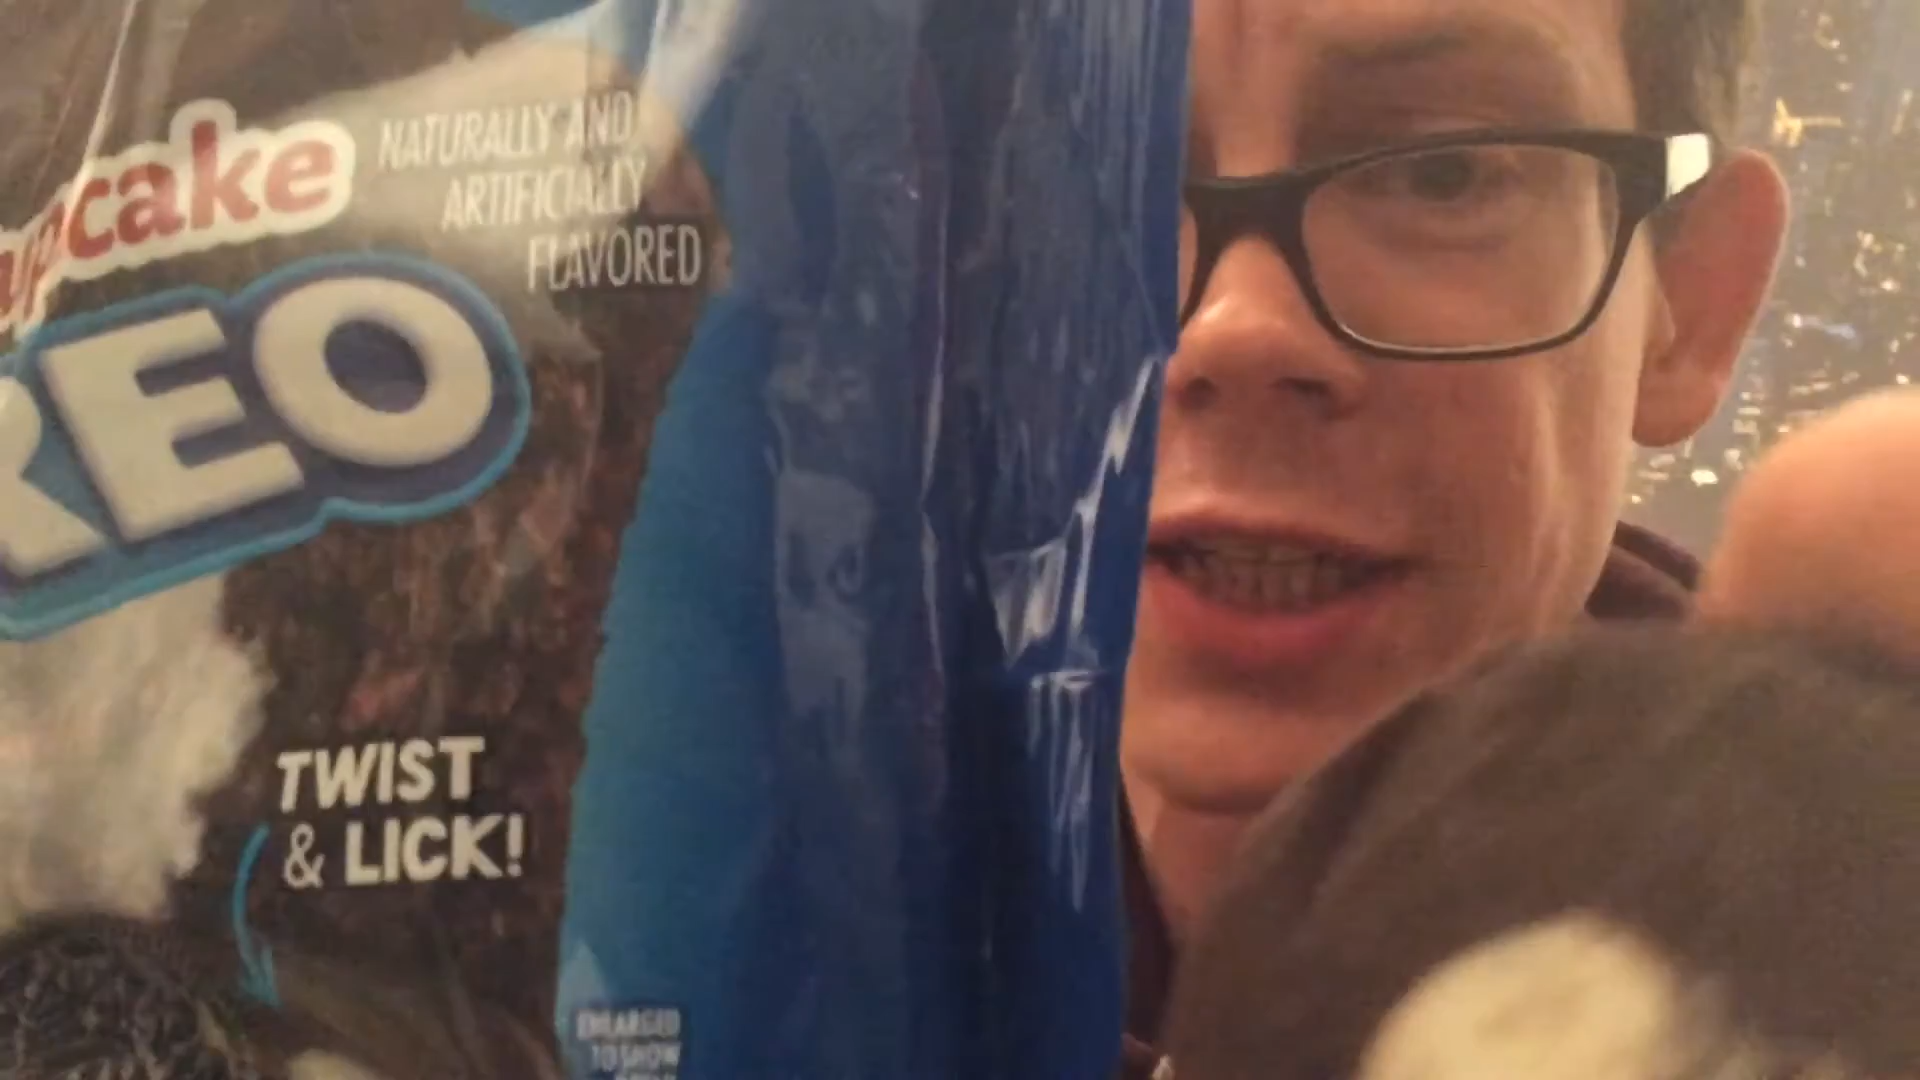 upcake
NATURALLY AND
ARTIFICIALLY
FLAVORED
REO
TWIST
& LICK!
ENLARGED
TO SHOW